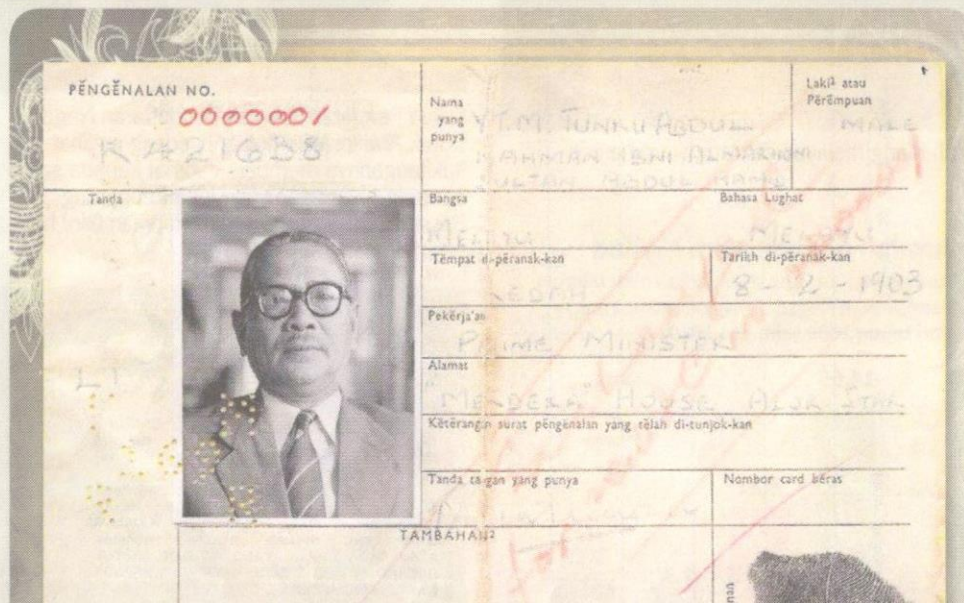 PĔNGĔNALAN NO.
0000001
K 421638
Nama
yang
punya
Y.T.M. TUNKU ABDUL
RAHMAN IBNI ALMARHUM
SULTAN ABDUL HAMID
Laki² atau
Pĕrĕmpuan
MALE
Tanda
Bangsa
MELAYU
Bahasa Lughat
MELAYU
Tĕmpat di-pĕranak-kan
KEDAH
Tarikh di-pĕranak-kan
8 - 2 - 1903
Pekĕrja'an
PRIME MINISTER
Alamat
"MERDEKA" HOUSE ALOR STAR
Kĕtĕrangan surat pĕngĕnalan yang tĕlah di-tunjok-kan
Tanda tangan yang punya
Nombor card bĕras
TAMBAHAN²